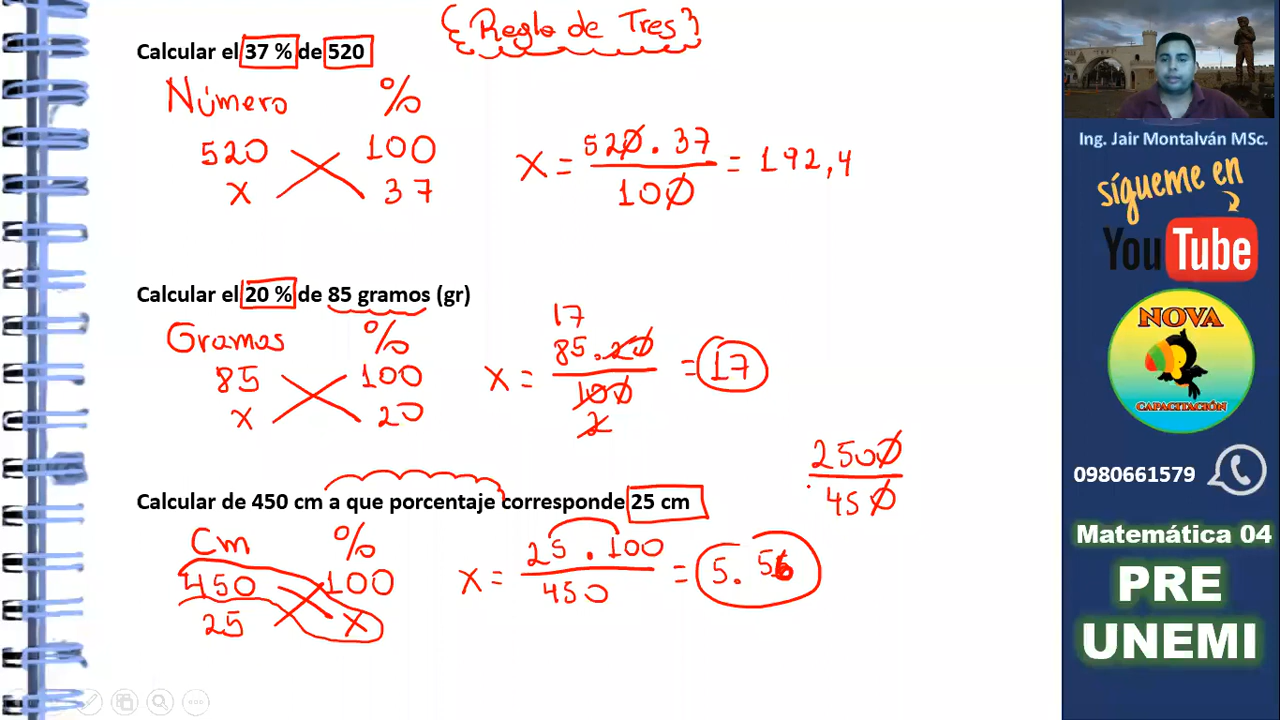 {Regla de Tres}
Calcular el 37 % de 520
Número %
520 100
x 37
x = 520 . 37 / 100 = 192,4
Calcular el 20 % de 85 gramos (gr)
Gramos %
85 100
x 20
17
x = 85 . 20 / 100 = 17
2
Calcular de 450 cm a que porcentaje corresponde 25 cm
Cm %
450 100
25 x
x = 25 . 100 / 450 = 5.56
2500 / 450
Ing. Jair Montalván MSc.
sígueme en
YouTube
NOVA
CAPACITACIÓN
0980661579
Matemática 04
PRE
UNEMI